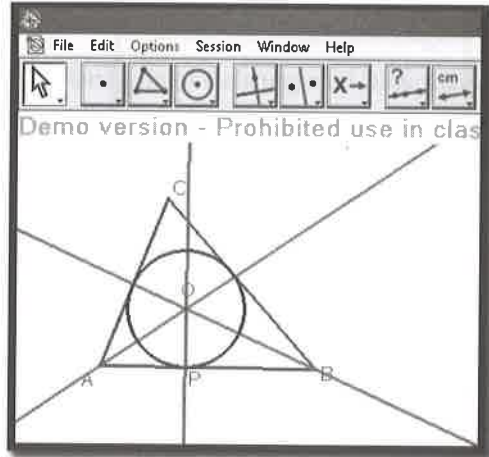 File Edit Options Session Window Help
X
?
cm
Demo version - Prohibited use in clas
C
O
A
P
B